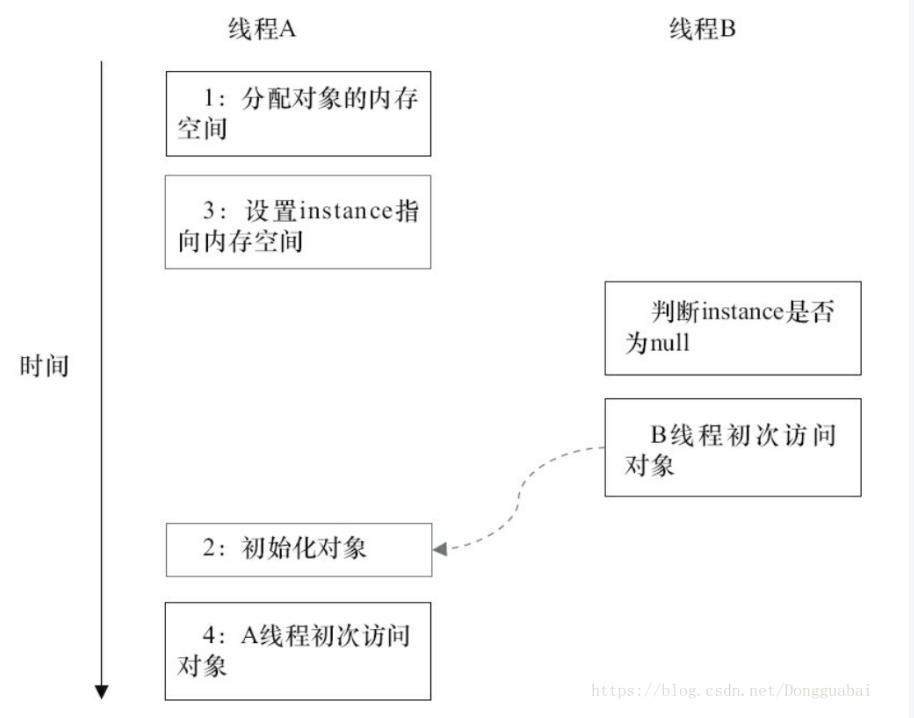 线程A
线程B
1：分配对象的内存
空间
3：设置instance指
向内存空间
判断instance是否
为null
时间
B线程初次访问
对象
2：初始化对象
4：A线程初次访问
对象
https://blog.csdn.net/Dongguabai